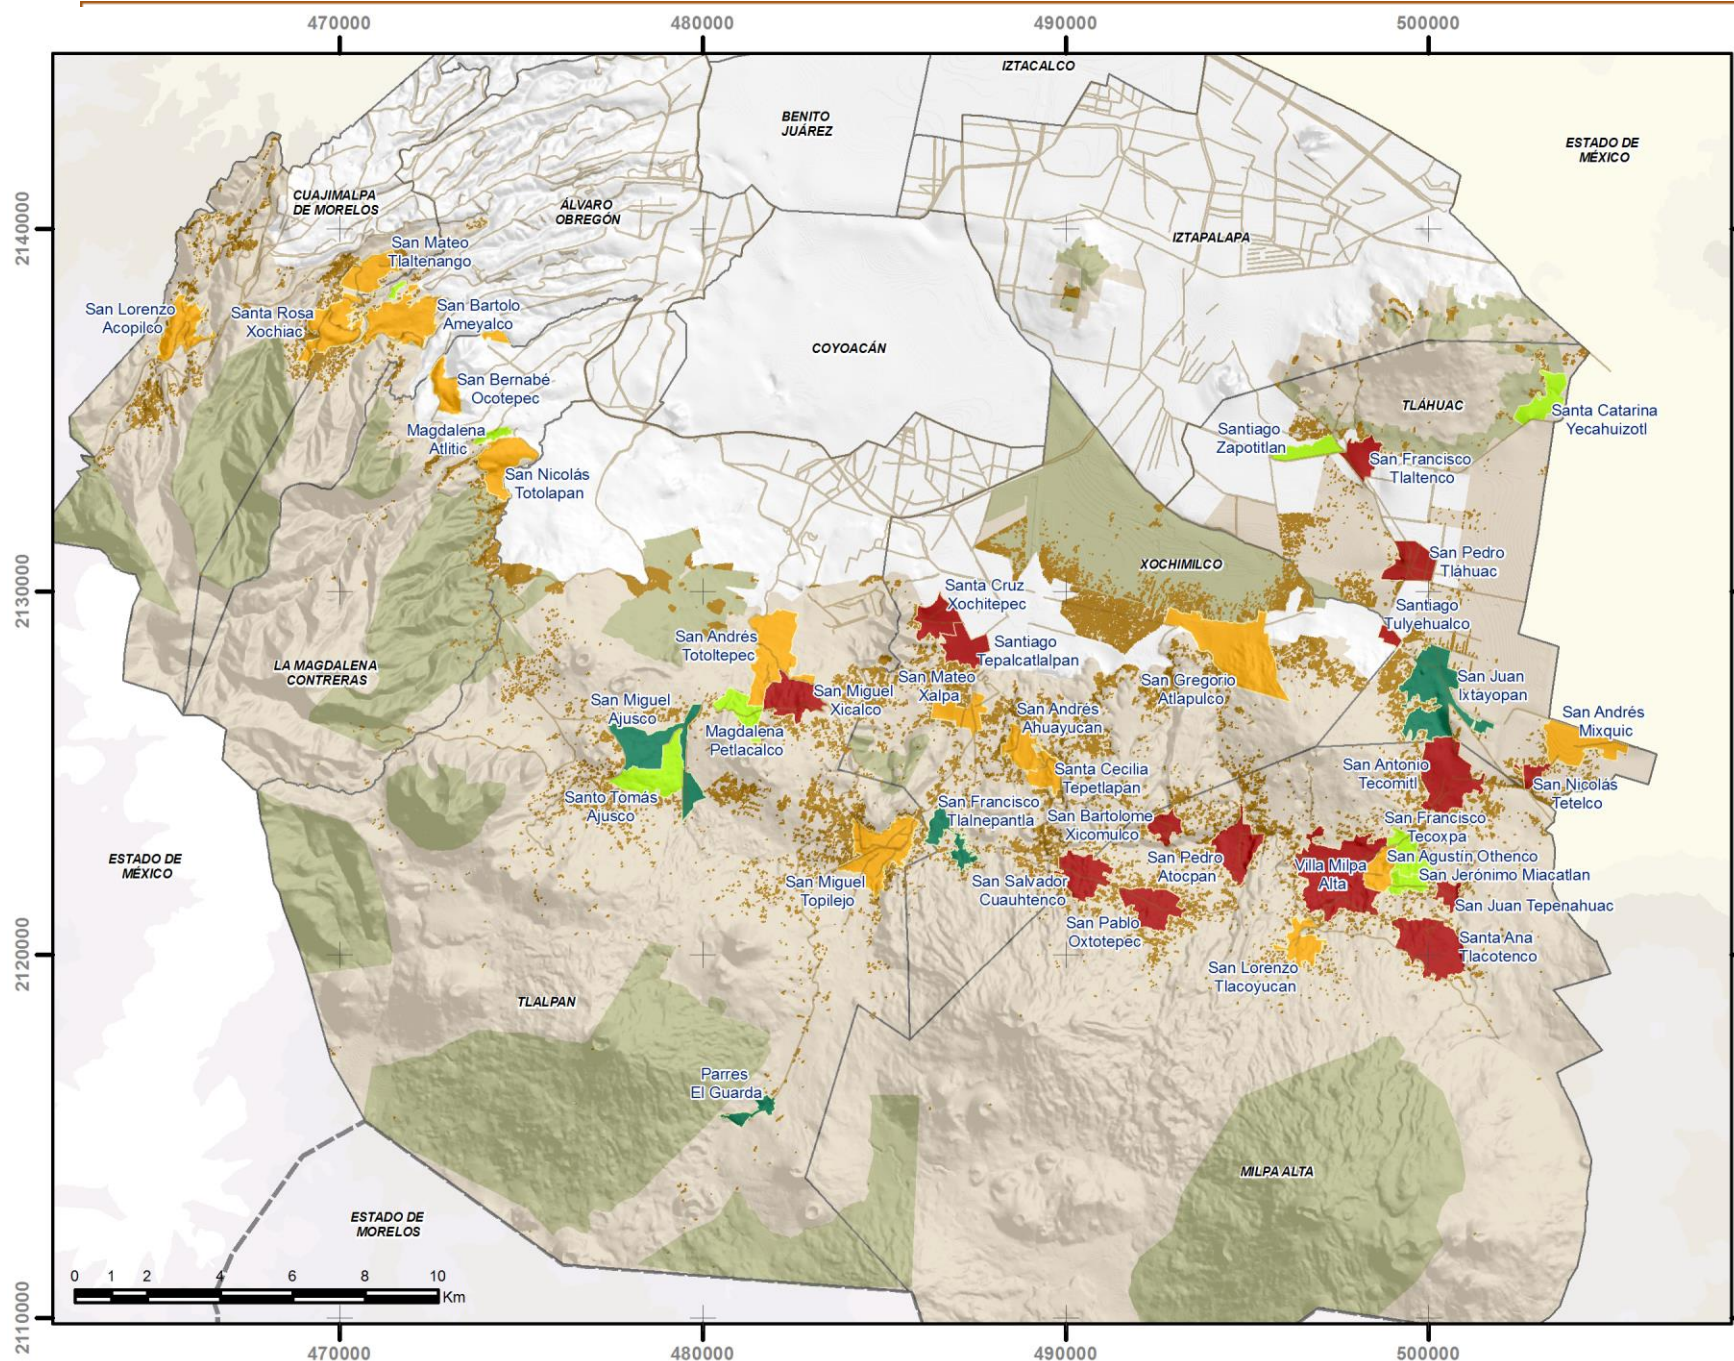 470000
480000
490000
500000
2140000
2130000
2120000
2110000
IZTACALCO
BENITO
JUÁREZ
ESTADO DE
MÉXICO
CUAJIMALPA
DE MORELOS
ÁLVARO
OBREGÓN
IZTAPALAPA
San Mateo
Tlaltenango
San Lorenzo
Acopilco
Santa Rosa
Xochiac
San Bartolo
Ameyalco
COYOACÁN
San Bernabé
Ocotepec
TLÁHUAC
Santa Catarina
Yecahuizotl
Magdalena
Atlitic
Santiago
Zapotitlan
San Francisco
Tlaltenco
San Nicolás
Totolapan
San Pedro
Tláhuac
XOCHIMILCO
Santa Cruz
Xochitepec
Santiago
Tulyehualco
San Andrés
Totoltepec
Santiago
Tepalcatlalpan
LA MAGDALENA
CONTRERAS
San Mateo
Xalpa
San Gregorio
Atlapulco
San Juan
Ixtayopan
San Miguel
Xicalco
San Miguel
Ajusco
Magdalena
Petlacalco
San Andrés
Ahuayucan
San Andrés
Mixquic
Santa Cecilia
Tepetlapan
San Antonio
Tecomitl
San Nicolás
Tetelco
Santo Tomás
Ajusco
San Francisco
Tlalnepantla
San Bartolome
Xicomulco
San Francisco
Tecoxpa
ESTADO DE
MÉXICO
San Pedro
Atocpan
Villa Milpa
Alta
San Agustín Othenco
San Jerónimo Miacatlan
San Miguel
Topilejo
San Salvador
Cuauhtenco
San Juan Tepenahuac
San Pablo
Oxtotepec
Santa Ana
Tlacotenco
San Lorenzo
Tlacoyucan
TLALPAN
Parres
El Guarda
MILPA ALTA
ESTADO DE
MORELOS
0 1 2 4 6 8 10
Km
470000
480000
490000
500000